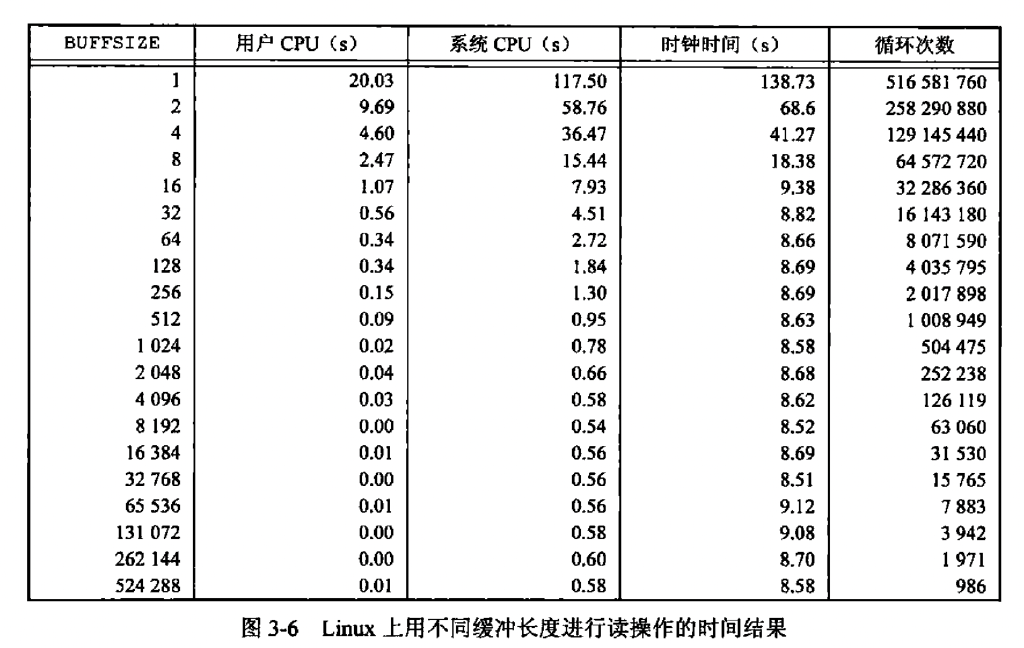 BUFFSIZE 用户 CPU（s） 系统 CPU（s） 时钟时间（s） 循环次数
1 20.03 117.50 138.73 516 581 760
2 9.69 58.76 68.6 258 290 880
4 4.60 36.47 41.27 129 145 440
8 2.47 15.44 18.38 64 572 720
16 1.07 7.93 9.38 32 286 360
32 0.56 4.51 8.82 16 143 180
64 0.34 2.72 8.66 8 071 590
128 0.34 1.84 8.69 4 035 795
256 0.15 1.30 8.69 2 017 898
512 0.09 0.95 8.63 1 008 949
1 024 0.02 0.78 8.58 504 475
2 048 0.04 0.66 8.68 252 238
4 096 0.03 0.58 8.62 126 119
8 192 0.00 0.54 8.52 63 060
16 384 0.01 0.56 8.69 31 530
32 768 0.00 0.56 8.51 15 765
65 536 0.01 0.56 9.12 7 883
131 072 0.00 0.58 9.08 3 942
262 144 0.00 0.60 8.70 1 971
524 288 0.01 0.58 8.58 986
图 3-6 Linux 上用不同缓冲长度进行读操作的时间结果